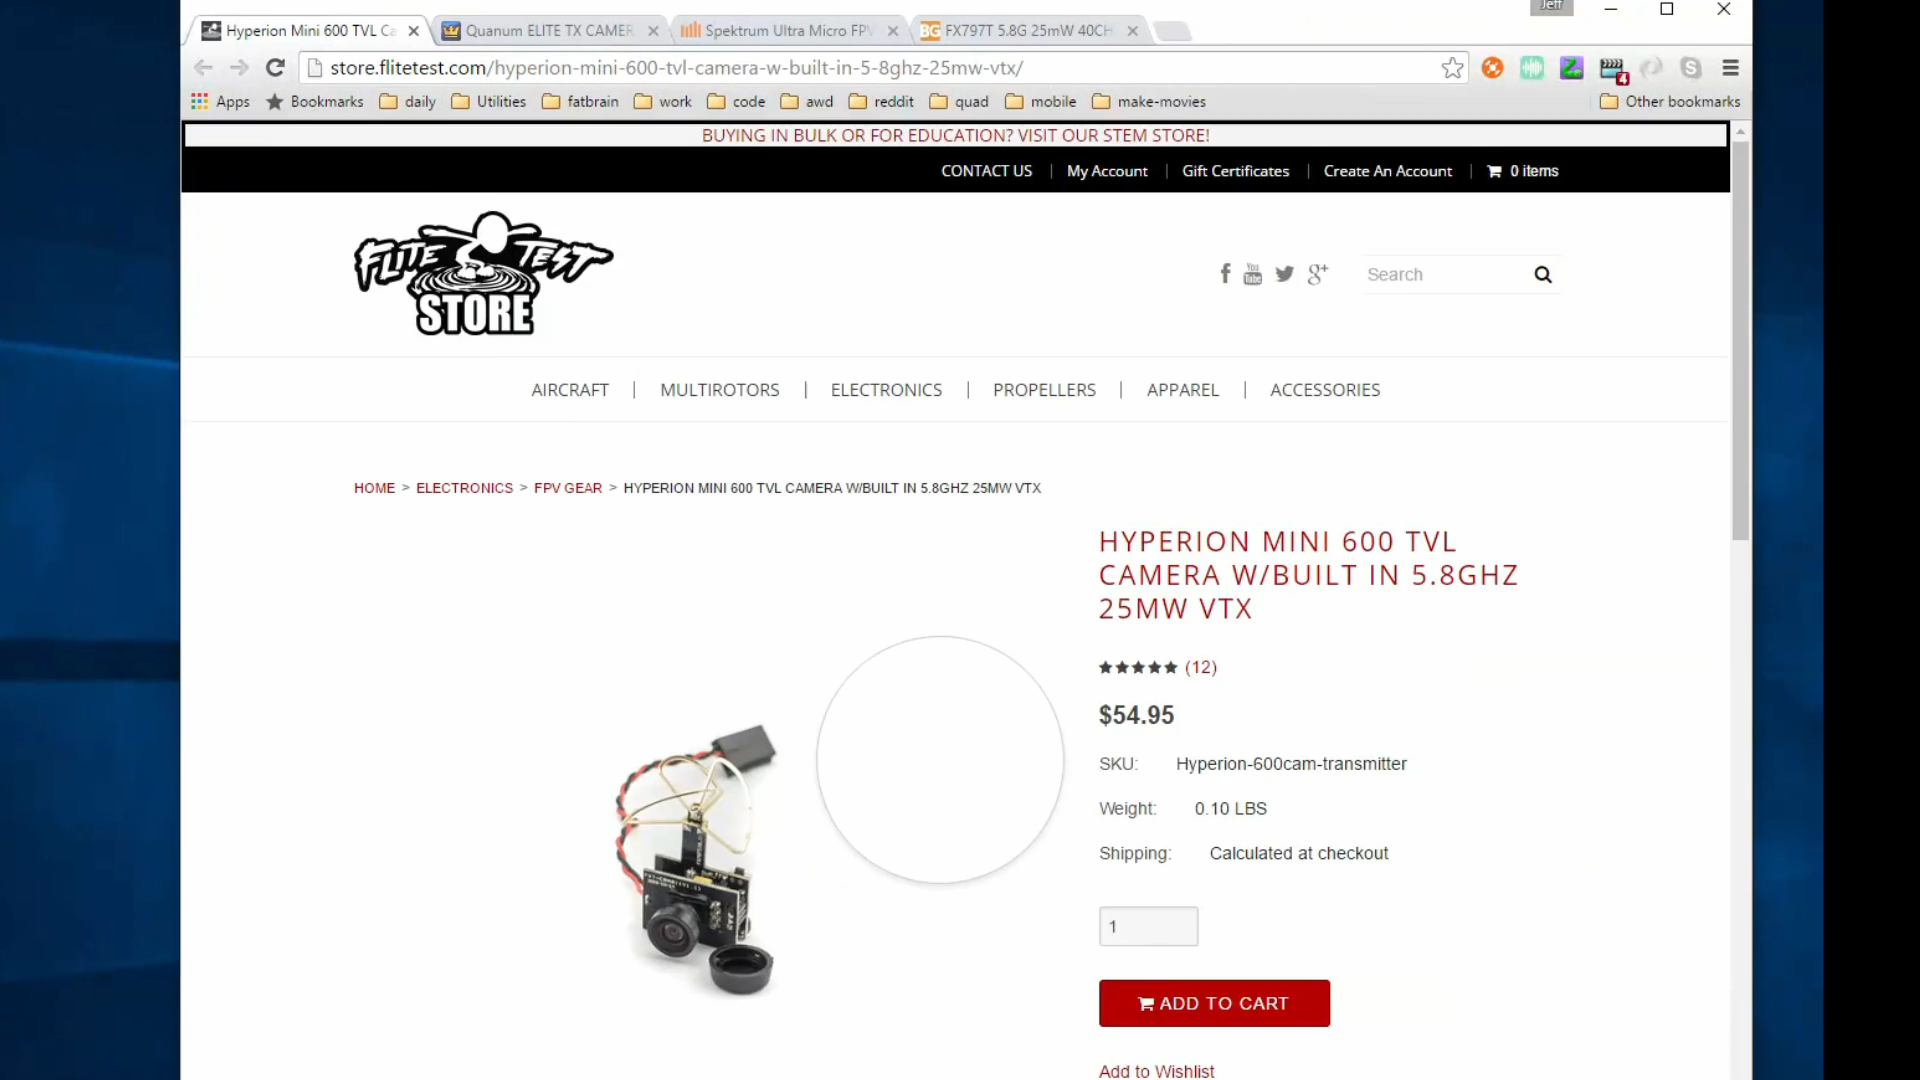 Jeff
Hyperion Mini 600 TVL Ca
Quanum ELITE TX CAMER
Spektrum Ultra Micro FPV
BG FX797T 5.8G 25mW 40CH
store.flitetest.com/hyperion-mini-600-tvl-camera-w-built-in-5-8ghz-25mw-vtx/
4
Apps Bookmarks daily Utilities fatbrain work code awd reddit quad mobile make-movies Other bookmarks
BUYING IN BULK OR FOR EDUCATION? VISIT OUR STEM STORE!
CONTACT US | My Account | Gift Certificates | Create An Account | 0 items
FLITE TEST
STORE
You Tube
g+
Search
AIRCRAFT | MULTIROTORS | ELECTRONICS | PROPELLERS | APPAREL | ACCESSORIES
HOME > ELECTRONICS > FPV GEAR > HYPERION MINI 600 TVL CAMERA W/BUILT IN 5.8GHZ 25MW VTX
HYPERION MINI 600 TVL
CAMERA W/BUILT IN 5.8GHZ
25MW VTX
(12)
$54.95
SKU: Hyperion-600cam-transmitter
Weight: 0.10 LBS
Shipping: Calculated at checkout
1
ADD TO CART
Add to Wishlist